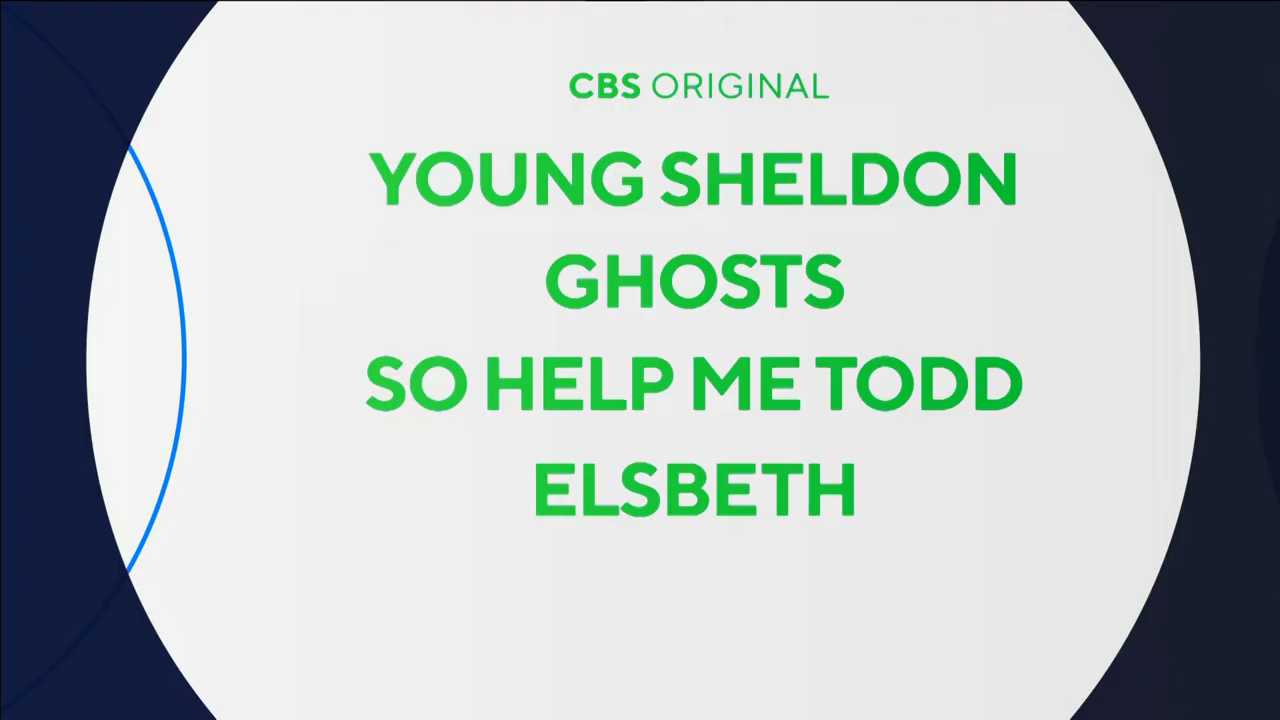 CBS ORIGINAL
YOUNG SHELDON
GHOSTS
SO HELP ME TODD
ELSBETH